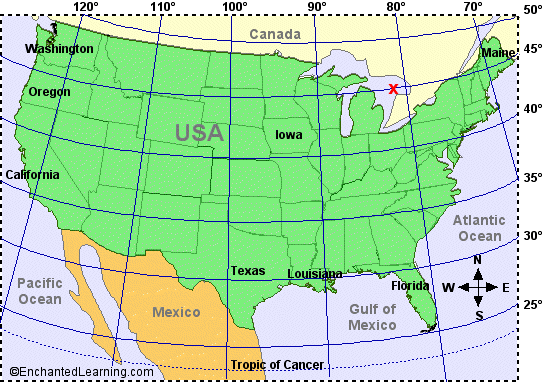 120° 110° 100° 90° 80° 70° 50°
Canada
Washington
Maine
45°
Oregon
X
40°
USA
Iowa
California
35°
Atlantic
Ocean
30°
N
W E
S
Texas
Louisiana
Florida
Pacific
Ocean
Mexico
Gulf of
Mexico
25°
Tropic of Cancer
©EnchantedLearning.com